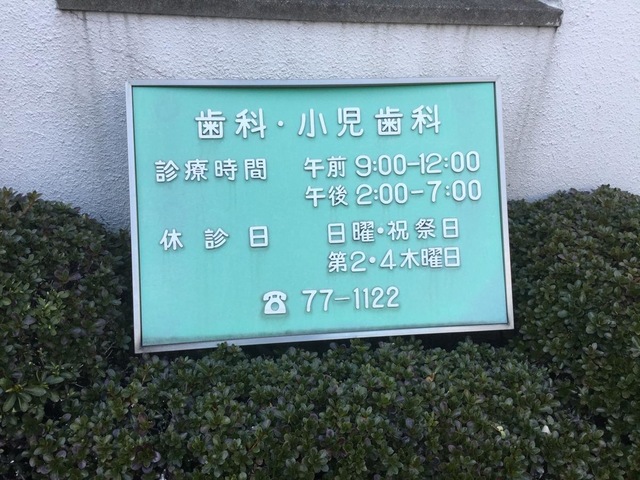 歯科・小児歯科
診療時間 午前 9:00-12:00
午後 2:00-7:00
休診日 日曜・祝祭日
第2・4木曜日
☎ 77-1122